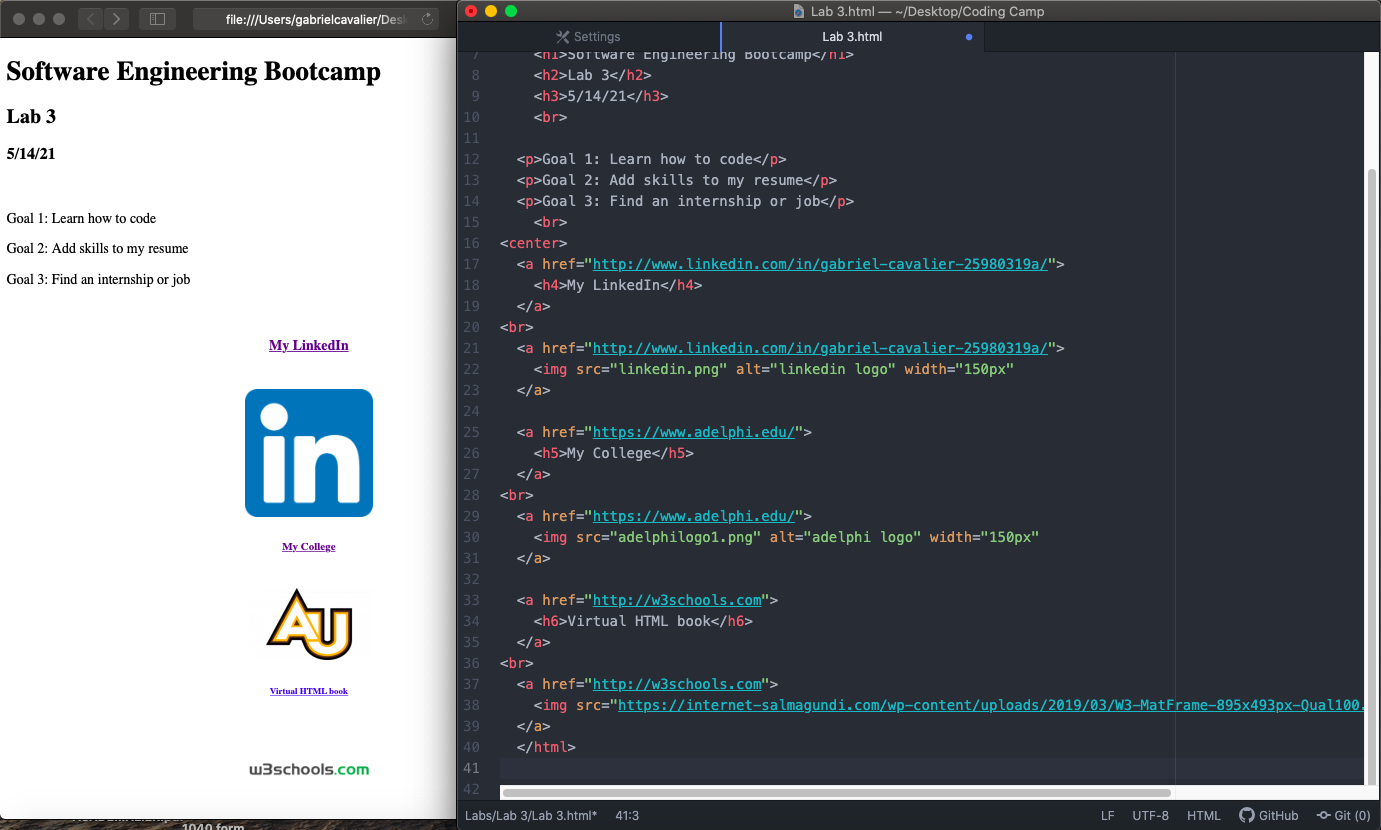 file:///Users/gabrielcavalier/Desk
Software Engineering Bootcamp
Lab 3
5/14/21
Goal 1: Learn how to code
Goal 2: Add skills to my resume
Goal 3: Find an internship or job
My LinkedIn
in
My College
AU
Virtual HTML book
w3schools.com
1040 form
Lab 3.html — ~/Desktop/Coding Camp
Settings
Lab 3.html
7 <h1>Software Engineering Bootcamp</h1>
8 <h2>Lab 3</h2>
9 <h3>5/14/21</h3>
10 <br>
11
12 <p>Goal 1: Learn how to code</p>
13 <p>Goal 2: Add skills to my resume</p>
14 <p>Goal 3: Find an internship or job</p>
15 <br>
16 <center>
17 <a href="http://www.linkedin.com/in/gabriel-cavalier-25980319a/">
18 <h4>My LinkedIn</h4>
19 </a>
20 <br>
21 <a href="http://www.linkedin.com/in/gabriel-cavalier-25980319a/">
22 <img src="linkedin.png" alt="linkedin logo" width="150px"
23 </a>
24
25 <a href="https://www.adelphi.edu/">
26 <h5>My College</h5>
27 </a>
28 <br>
29 <a href="https://www.adelphi.edu/">
30 <img src="adelphilogo1.png" alt="adelphi logo" width="150px"
31 </a>
32
33 <a href="http://w3schools.com">
34 <h6>Virtual HTML book</h6>
35 </a>
36 <br>
37 <a href="http://w3schools.com">
38 <img src="https://internet-salmagundi.com/wp-content/uploads/2019/03/W3-MatFrame-895x493px-Qual100.
39 </a>
40 </html>
41
42
Labs/Lab 3/Lab 3.html* 41:3 LF UTF-8 HTML GitHub Git (0)